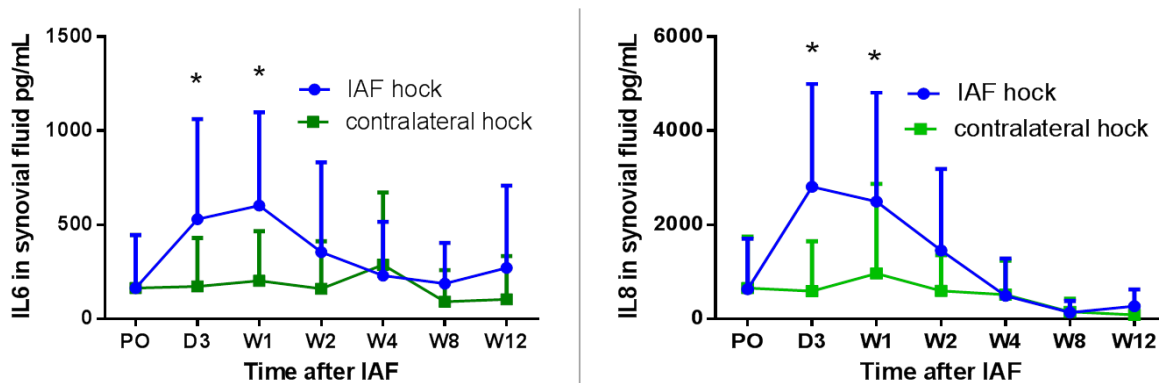 IL6 in synovial fluid pg/mL
1500
1000
500
0
* *
IAF hock
contralateral hock
PO D3 W1 W2 W4 W8 W12
Time after IAF
IL8 in synovial fluid pg/mL
6000
4000
2000
0
* *
IAF hock
contralateral hock
PO D3 W1 W2 W4 W8 W12
Time after IAF